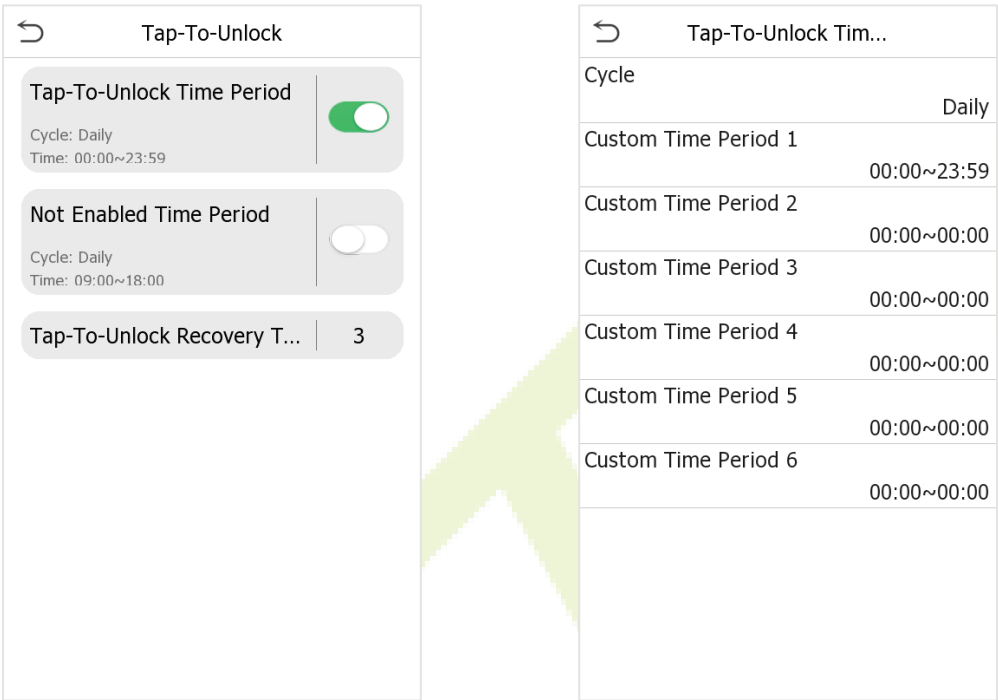 Tap-To-Unlock
Tap-To-Unlock Time Period
Cycle: Daily
Time: 00:00~23:59
Not Enabled Time Period
Cycle: Daily
Time: 09:00~18:00
Tap-To-Unlock Recovery T... 3
Tap-To-Unlock Tim...
Cycle
Daily
Custom Time Period 1
00:00~23:59
Custom Time Period 2
00:00~00:00
Custom Time Period 3
00:00~00:00
Custom Time Period 4
00:00~00:00
Custom Time Period 5
00:00~00:00
Custom Time Period 6
00:00~00:00